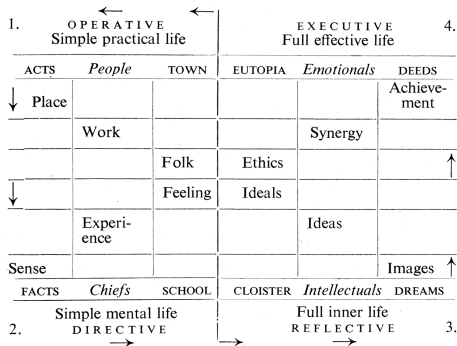 1.
OPERATIVE
Simple practical life
EXECUTIVE
Full effective life
4.
ACTS People TOWN EUTOPIA Emotionals DEEDS
Place
Achieve-
ment
Work Synergy
Folk Ethics
Feeling Ideals
Experi-
ence
Ideas
Sense Images
FACTS Chiefs SCHOOL CLOISTER Intellectuals DREAMS
Simple mental life
2. DIRECTIVE
Full inner life
REFLECTIVE 3.